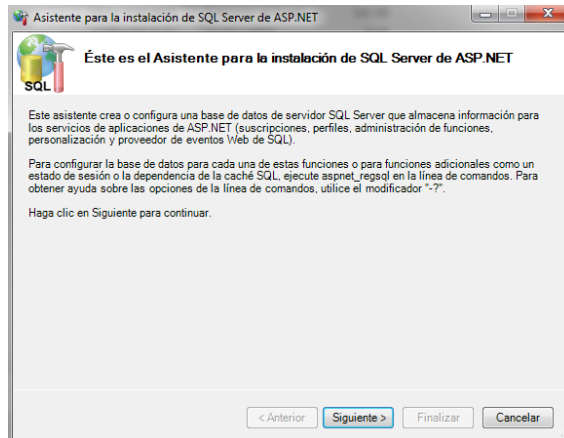 Asistente para la instalación de SQL Server de ASP.NET
Éste es el Asistente para la instalación de SQL Server de ASP.NET
SQL
Este asistente crea o configura una base de datos de servidor SQL Server que almacena información para
los servicios de aplicaciones de ASP.NET (suscripciones, perfiles, administración de funciones,
personalización y proveedor de eventos Web de SQL).
Para configurar la base de datos para cada una de estas funciones o para funciones adicionales como un
estado de sesión o la dependencia de la caché SQL, ejecute aspnet_regsql en la línea de comandos. Para
obtener ayuda sobre las opciones de la línea de comandos, utilice el modificador "-?".
Haga clic en Siguiente para continuar.
< Anterior
Siguiente >
Finalizar
Cancelar